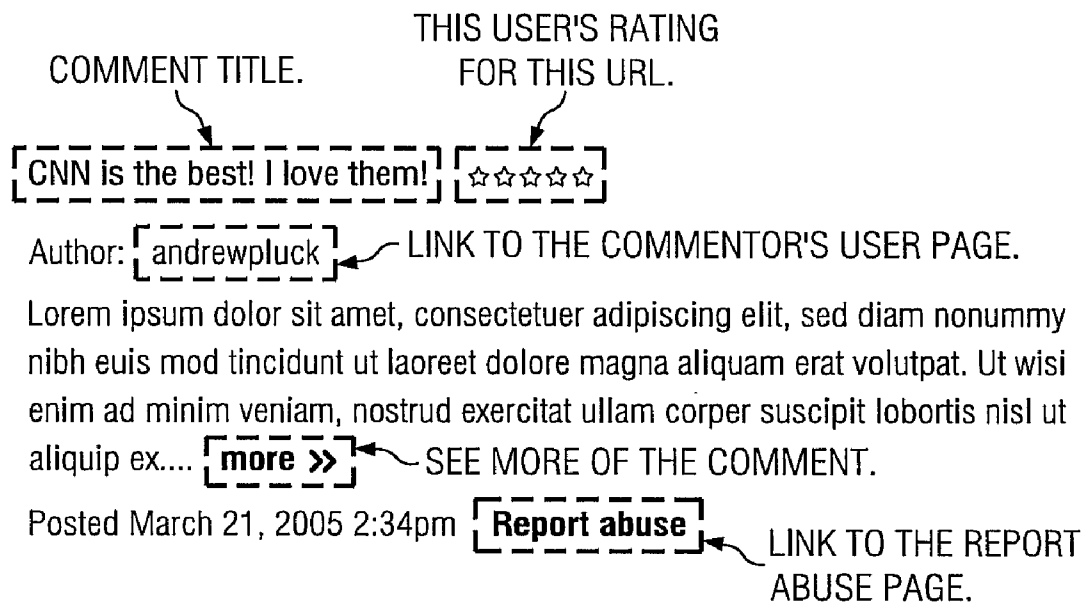 THIS USER'S RATING
FOR THIS URL.
COMMENT TITLE.
CNN is the best! I love them! ☆☆☆☆☆
Author: andrewpluck LINK TO THE COMMENTOR'S USER PAGE.
Lorem ipsum dolor sit amet, consectetuer adipiscing elit, sed diam nonummy
nibh euis mod tincidunt ut laoreet dolore magna aliquam erat volutpat. Ut wisi
enim ad minim veniam, nostrud exercitat ullam corper suscipit lobortis nisl ut
aliquip ex.... more >> SEE MORE OF THE COMMENT.
Posted March 21, 2005 2:34pm Report abuse
LINK TO THE REPORT
ABUSE PAGE.